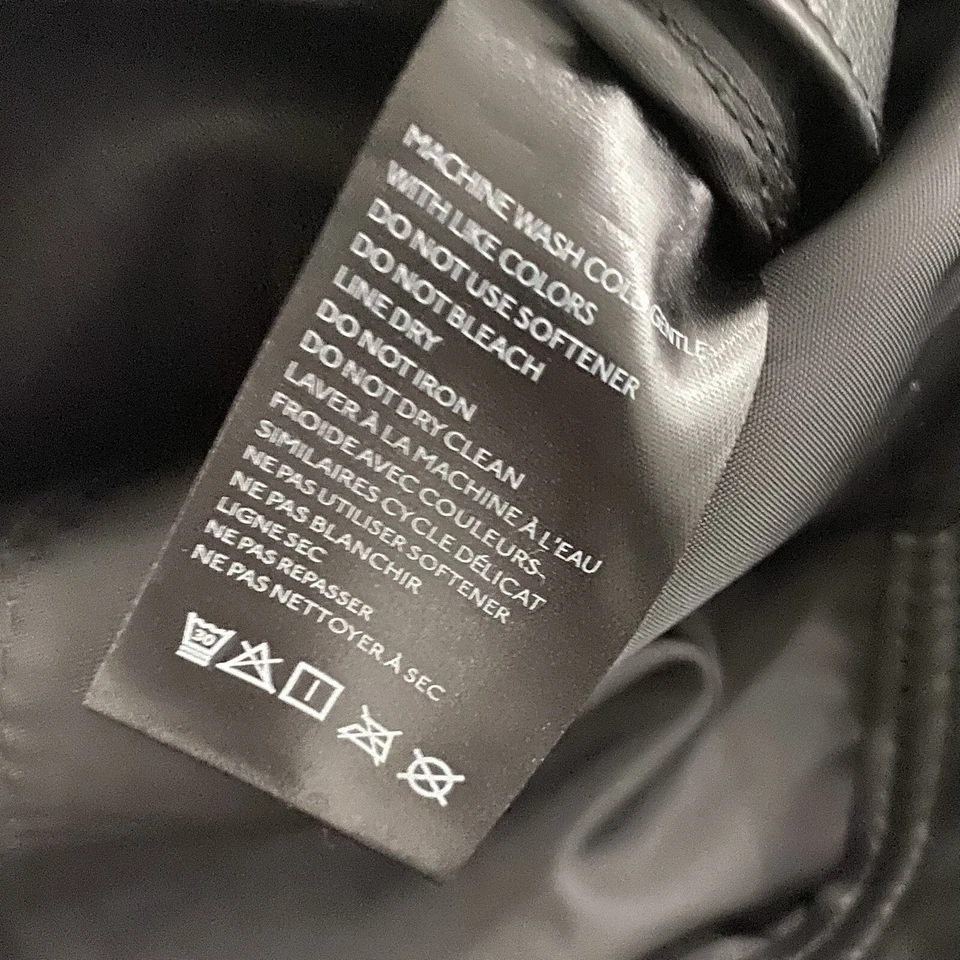 MACHINE WASH COLD GENTLE
WITH LIKE COLORS
DO NOT USE SOFTENER
DO NOT BLEACH
LINE DRY
DO NOT IRON
DO NOT DRY CLEAN
LAVER À LA MACHINE À L'EAU
FROIDE AVEC COULEURS,
SIMILAIRES CYCLE DÉLICAT
NE PAS UTILISER SOFTENER
NE PAS BLANCHIR
LIGNE SEC
NE PAS REPASSER
NE PAS NETTOYER À SEC
30